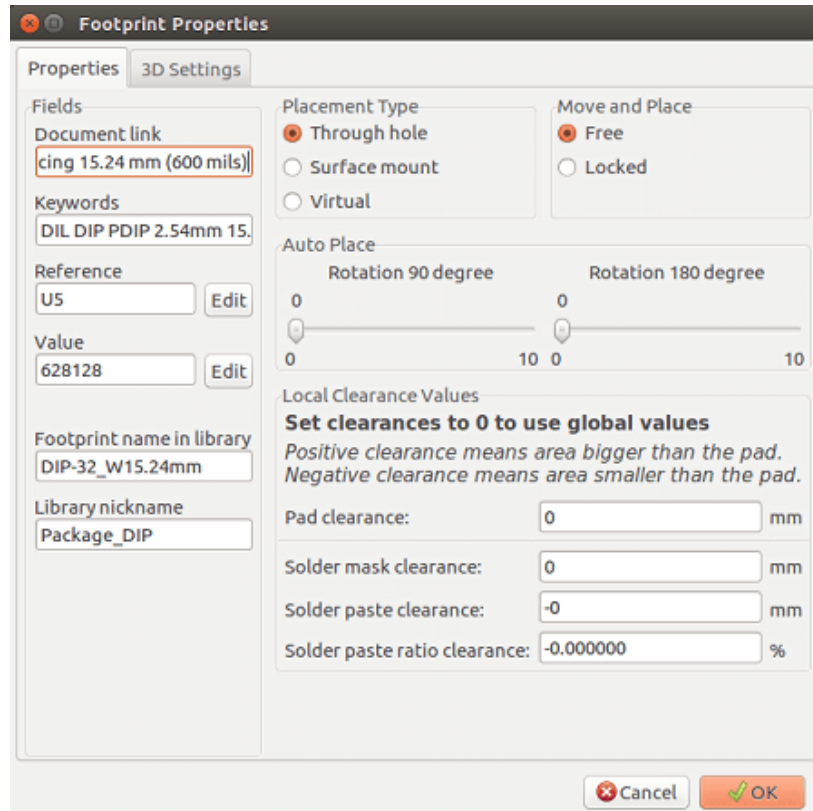 Footprint Properties
Properties
3D Settings
Fields
Document link
cing 15.24 mm (600 mils)
Keywords
DIL DIP PDIP 2.54mm 15.
Reference
U5
Edit
Value
628128
Edit
Footprint name in library
DIP-32_W15.24mm
Library nickname
Package_DIP
Placement Type
Through hole
Surface mount
Virtual
Move and Place
Free
Locked
Auto Place
Rotation 90 degree
0
0
10
Rotation 180 degree
0
0
10
Local Clearance Values
Set clearances to 0 to use global values
Positive clearance means area bigger than the pad.
Negative clearance means area smaller than the pad.
Pad clearance:
0
mm
Solder mask clearance:
0
mm
Solder paste clearance:
-0
mm
Solder paste ratio clearance:
-0.000000
%
Cancel
OK